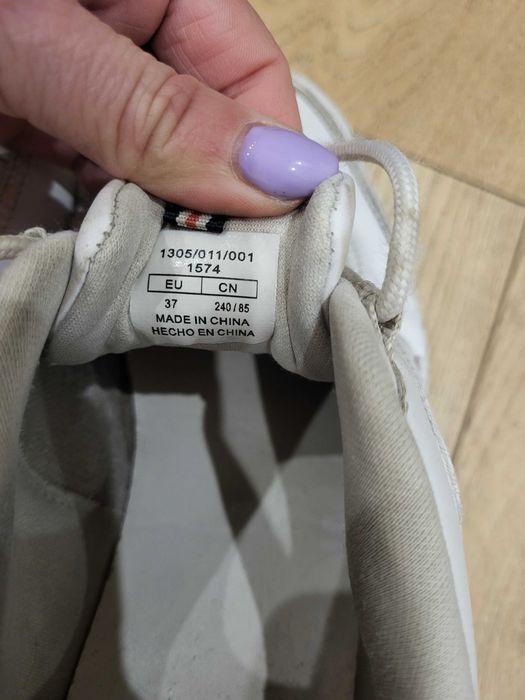 1305/011/001
1574
EU CN
37 240/85
MADE IN CHINA
HECHO EN CHINA